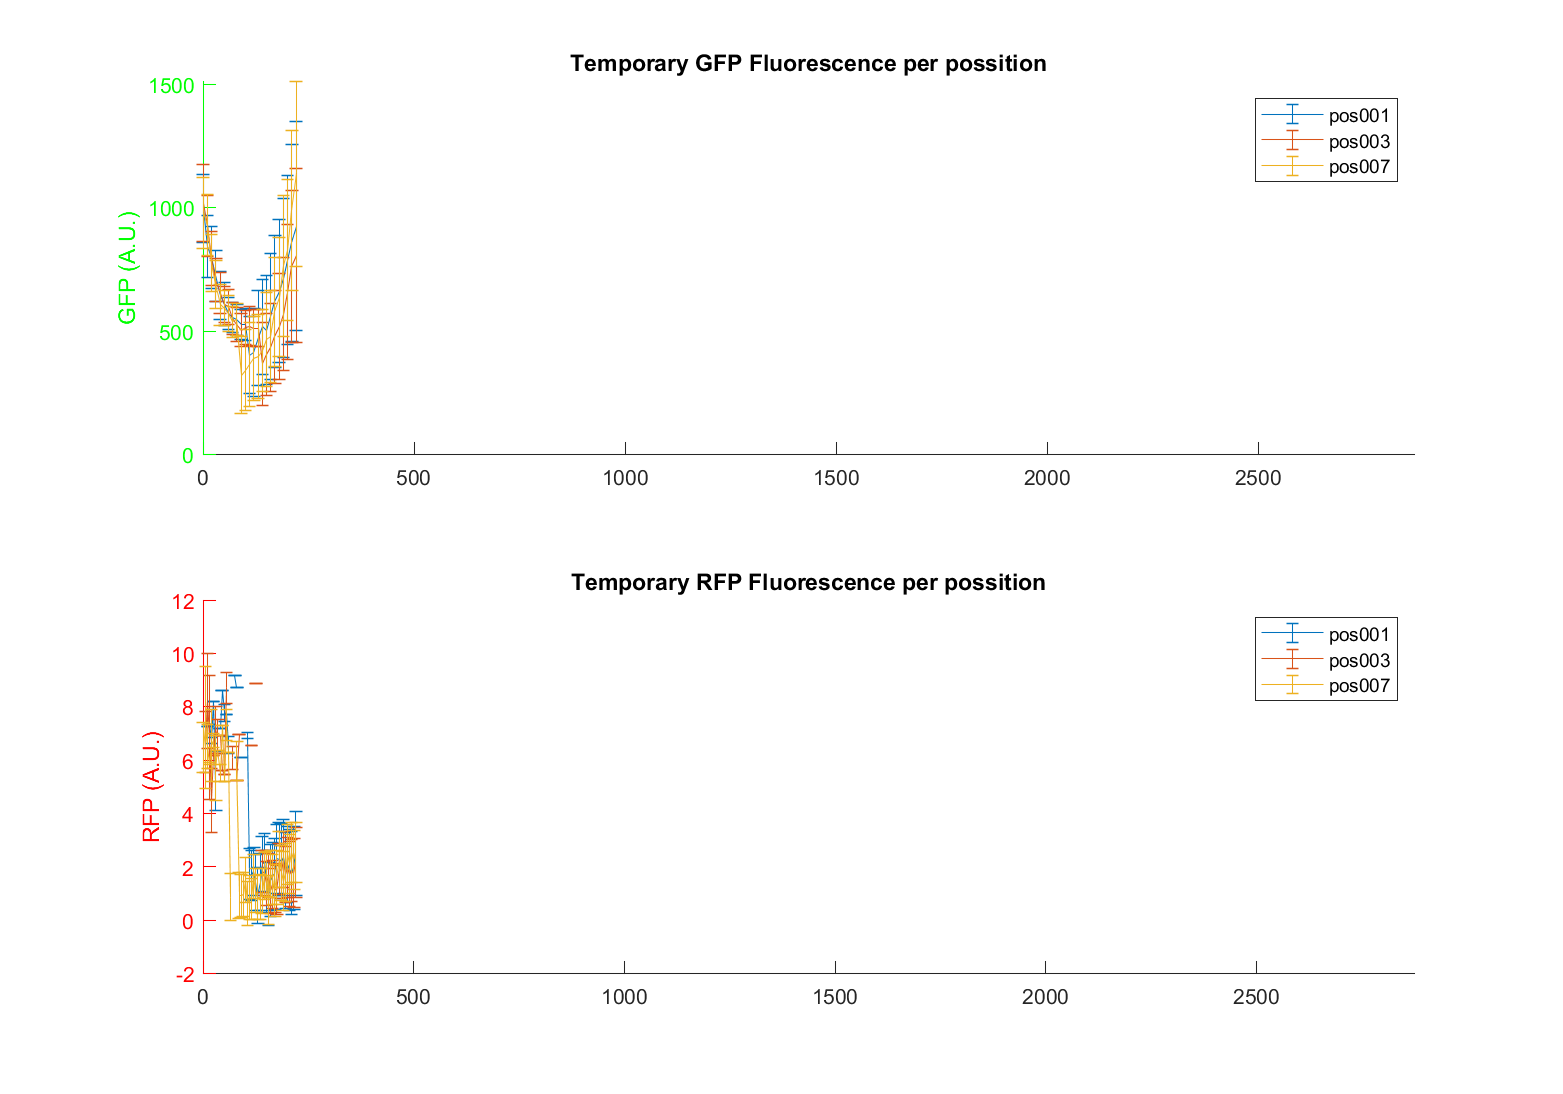 Temporary GFP Fluorescence per possition
1500
1000
500
0
GFP (A.U.)
pos001
pos003
pos007
0 500 1000 1500 2000 2500
Temporary RFP Fluorescence per possition
12
10
8
6
4
2
0
-2
RFP (A.U.)
pos001
pos003
pos007
0 500 1000 1500 2000 2500